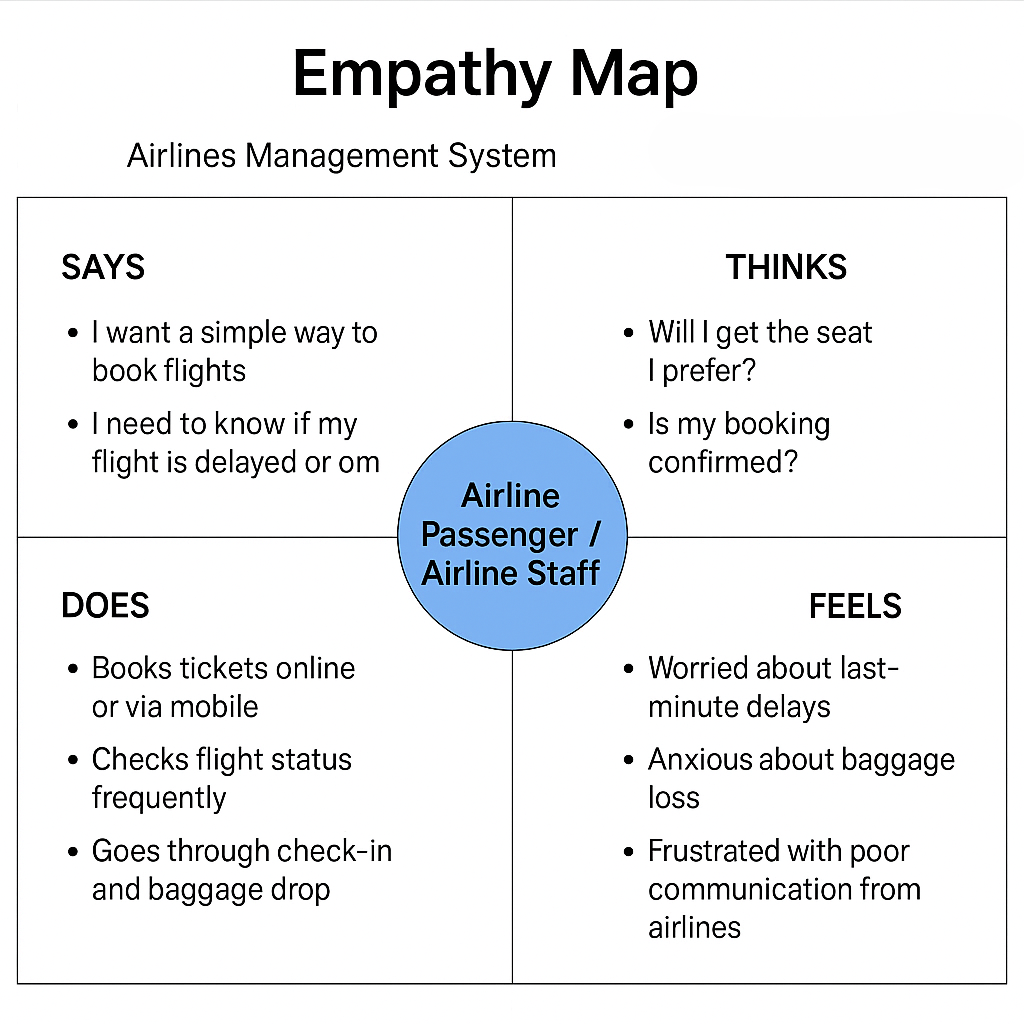 Empathy Map
Airlines Management System
SAYS
• I want a simple way to
book flights
• I need to know if my
flight is delayed or om
THINKS
• Will I get the seat
I prefer?
• Is my booking
confirmed?
Airline
Passenger /
Airline Staff
DOES
• Books tickets online
or via mobile
• Checks flight status
frequently
• Goes through check-in
and baggage drop
FEELS
• Worried about last-
minute delays
• Anxious about baggage
loss
• Frustrated with poor
communication from
airlines